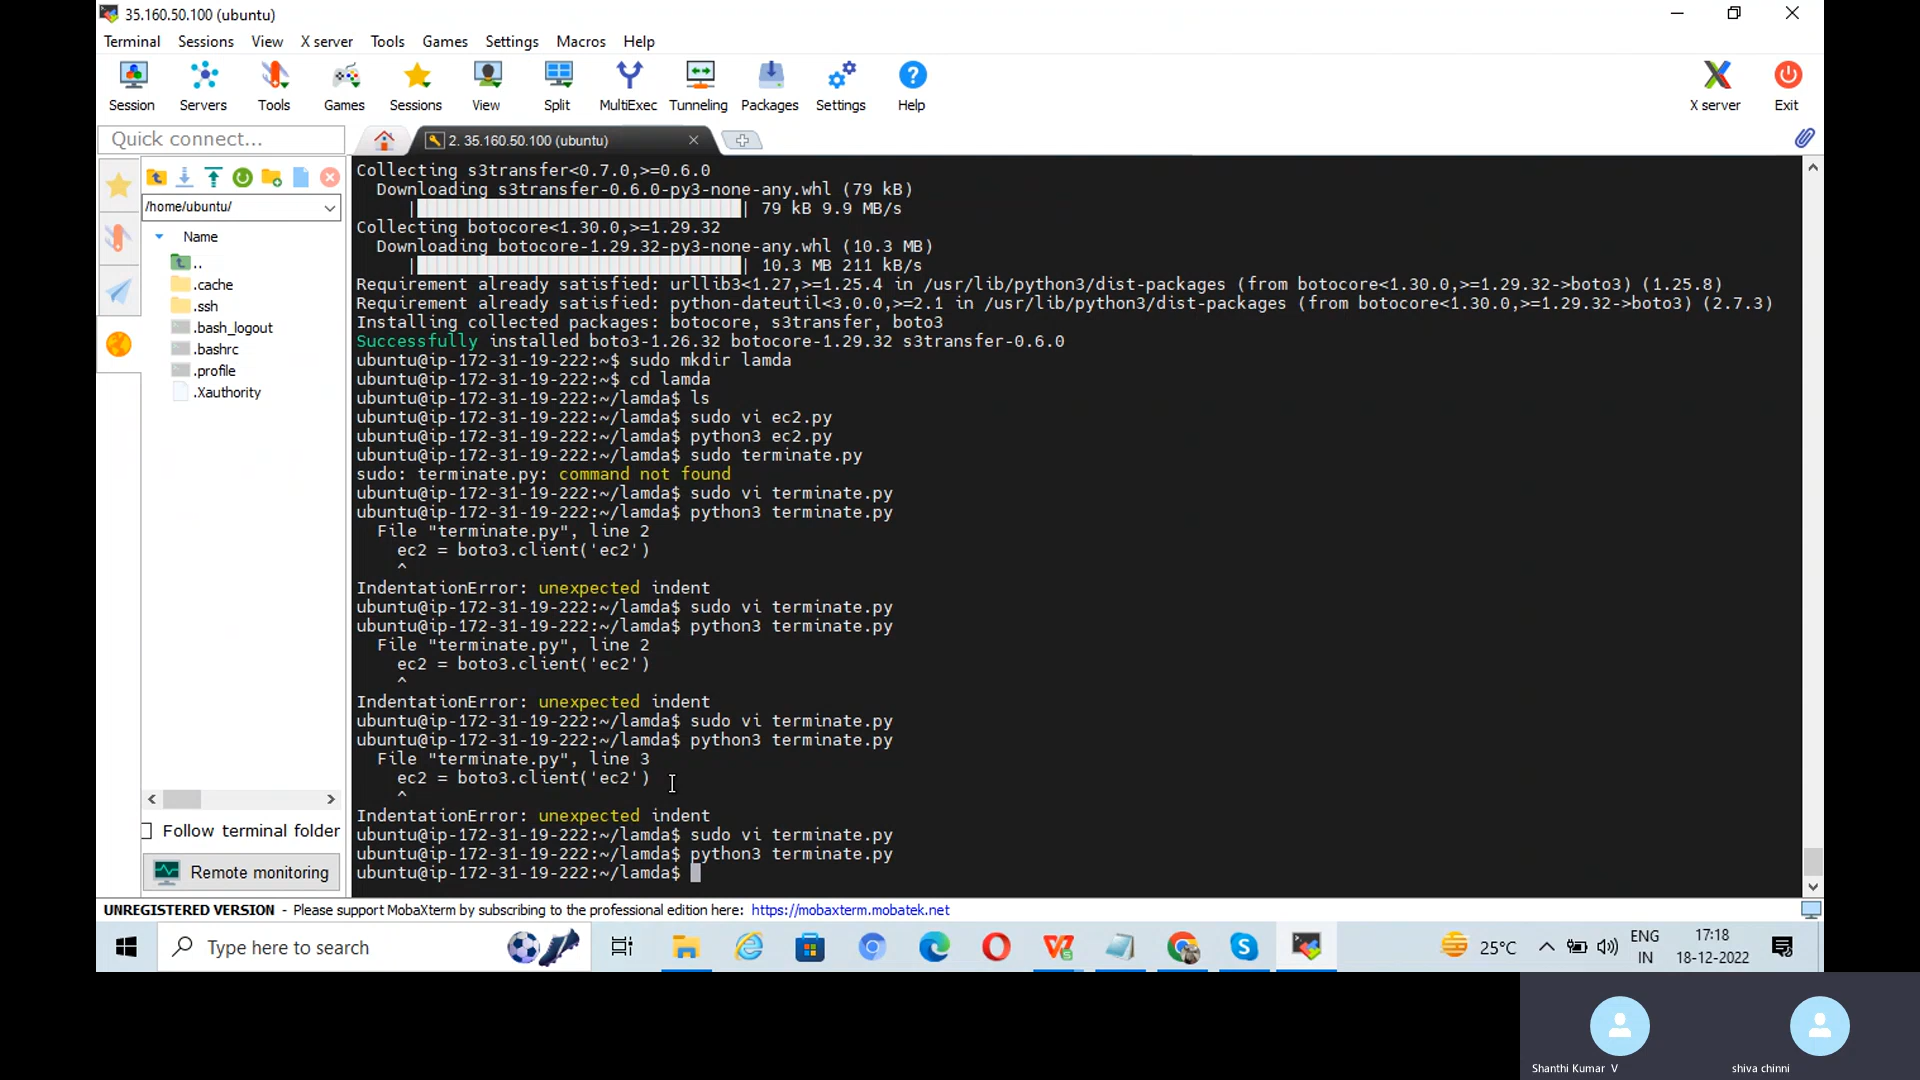 35.160.50.100 (ubuntu)
Terminal Sessions View X server Tools Games Settings Macros Help
Session Servers Tools Games Sessions View Split MultiExec Tunneling Packages Settings Help X server Exit
Quick connect...
2. 35.160.50.100 (ubuntu)
/home/ubuntu/
Name
..
.cache
.ssh
.bash_logout
.bashrc
.profile
.Xauthority
Follow terminal folder
Remote monitoring
Collecting s3transfer<0.7.0,>=0.6.0
Downloading s3transfer-0.6.0-py3-none-any.whl (79 kB)
| | 79 kB 9.9 MB/s
Collecting botocore<1.30.0,>=1.29.32
Downloading botocore-1.29.32-py3-none-any.whl (10.3 MB)
| | 10.3 MB 211 kB/s
Requirement already satisfied: urllib3<1.27,>=1.25.4 in /usr/lib/python3/dist-packages (from botocore<1.30.0,>=1.29.32->boto3) (1.25.8)
Requirement already satisfied: python-dateutil<3.0.0,>=2.1 in /usr/lib/python3/dist-packages (from botocore<1.30.0,>=1.29.32->boto3) (2.7.3)
Installing collected packages: botocore, s3transfer, boto3
Successfully installed boto3-1.26.32 botocore-1.29.32 s3transfer-0.6.0
ubuntu@ip-172-31-19-222:~$ sudo mkdir lamda
ubuntu@ip-172-31-19-222:~$ cd lamda
ubuntu@ip-172-31-19-222:~/lamda$ ls
ubuntu@ip-172-31-19-222:~/lamda$ sudo vi ec2.py
ubuntu@ip-172-31-19-222:~/lamda$ python3 ec2.py
ubuntu@ip-172-31-19-222:~/lamda$ sudo terminate.py
sudo: terminate.py: command not found
ubuntu@ip-172-31-19-222:~/lamda$ sudo vi terminate.py
ubuntu@ip-172-31-19-222:~/lamda$ python3 terminate.py
File "terminate.py", line 2
ec2 = boto3.client('ec2')
^
IndentationError: unexpected indent
ubuntu@ip-172-31-19-222:~/lamda$ sudo vi terminate.py
ubuntu@ip-172-31-19-222:~/lamda$ python3 terminate.py
File "terminate.py", line 2
ec2 = boto3.client('ec2')
^
IndentationError: unexpected indent
ubuntu@ip-172-31-19-222:~/lamda$ sudo vi terminate.py
ubuntu@ip-172-31-19-222:~/lamda$ python3 terminate.py
File "terminate.py", line 3
ec2 = boto3.client('ec2')
^
IndentationError: unexpected indent
ubuntu@ip-172-31-19-222:~/lamda$ sudo vi terminate.py
ubuntu@ip-172-31-19-222:~/lamda$ python3 terminate.py
ubuntu@ip-172-31-19-222:~/lamda$
UNREGISTERED VERSION - Please support MobaXterm by subscribing to the professional edition here: https://mobaxterm.mobatek.net
Type here to search
25°C
ENG
IN
17:18
18-12-2022
Shanthi Kumar V
shiva chinni